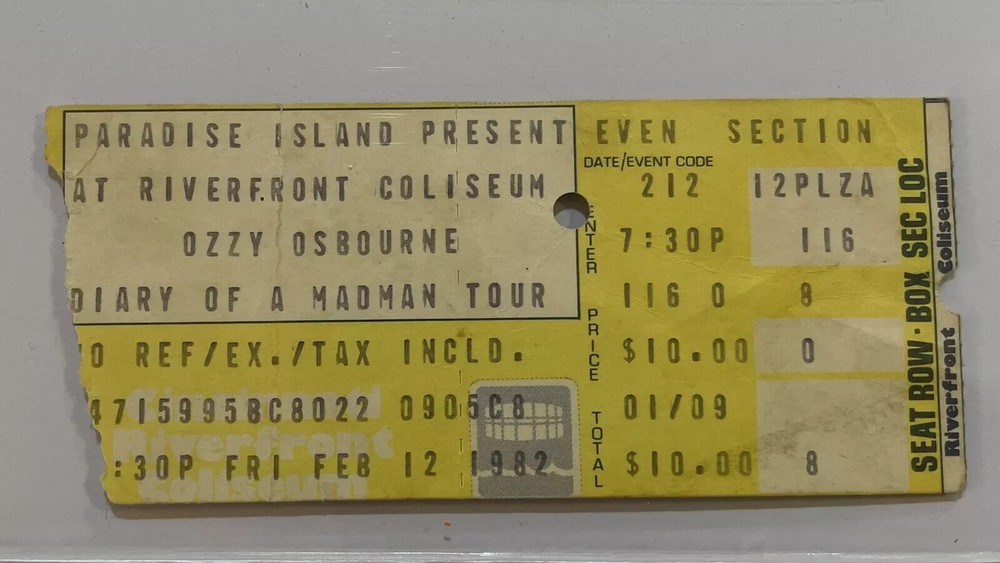 PARADISE ISLAND PRESENT
AT RIVERFRONT COLISEUM
OZZY OSBOURNE
DIARY OF A MADMAN TOUR
O REF/EX./TAX INCLD.
4715995BC8022 0905C8
:30P FRI FEB 12 1982
Riverfront
Coliseum
EVEN SECTION
DATE/EVENT CODE
212 12PLZA
7:30P 116
116 0 8
$10.00 0
01/09
$10.00 8
ENTER PRICE TOTAL
SEAT ROW·BOX SEC LOC
Riverfront Coliseum